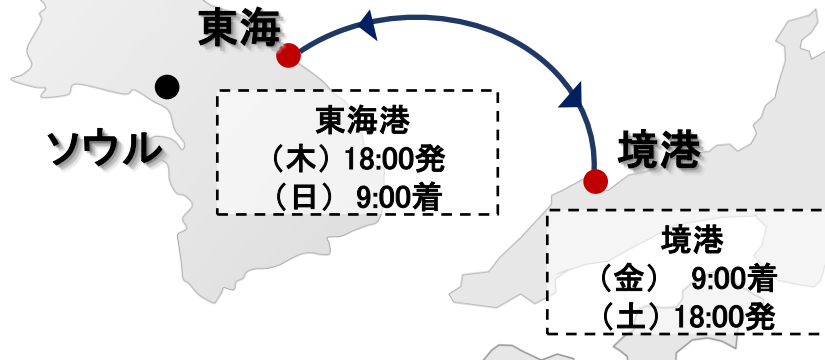 東海
ソウル
東海港
（木）18:00発
（日） 9:00着
境港
境港
（金）　9:00着
（土）18:00発